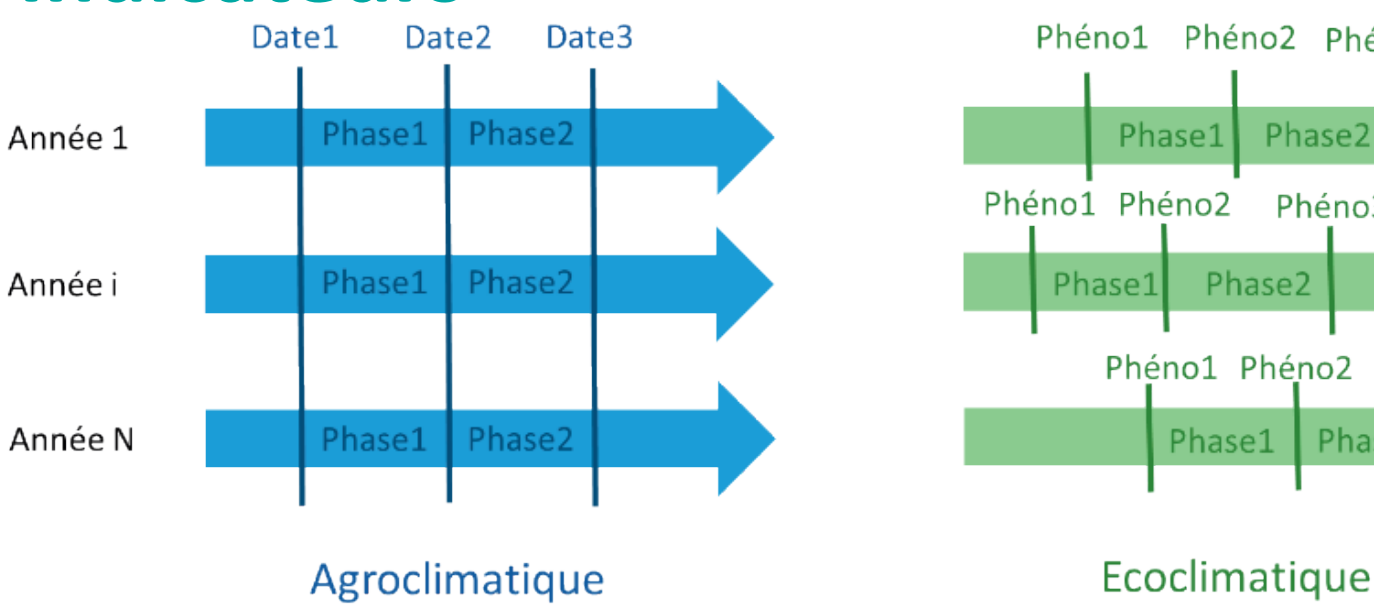 Date1 Date2 Date3
Phéno1 Phéno2
Année 1
Phase1 Phase2
Phase1 Phase2
Phéno1 Phéno2
Année i
Phase1 Phase2
Phase1 Phase2
Phéno1 Phéno2
Année N
Phase1 Phase2
Phase1
Agroclimatique
Ecoclimatique